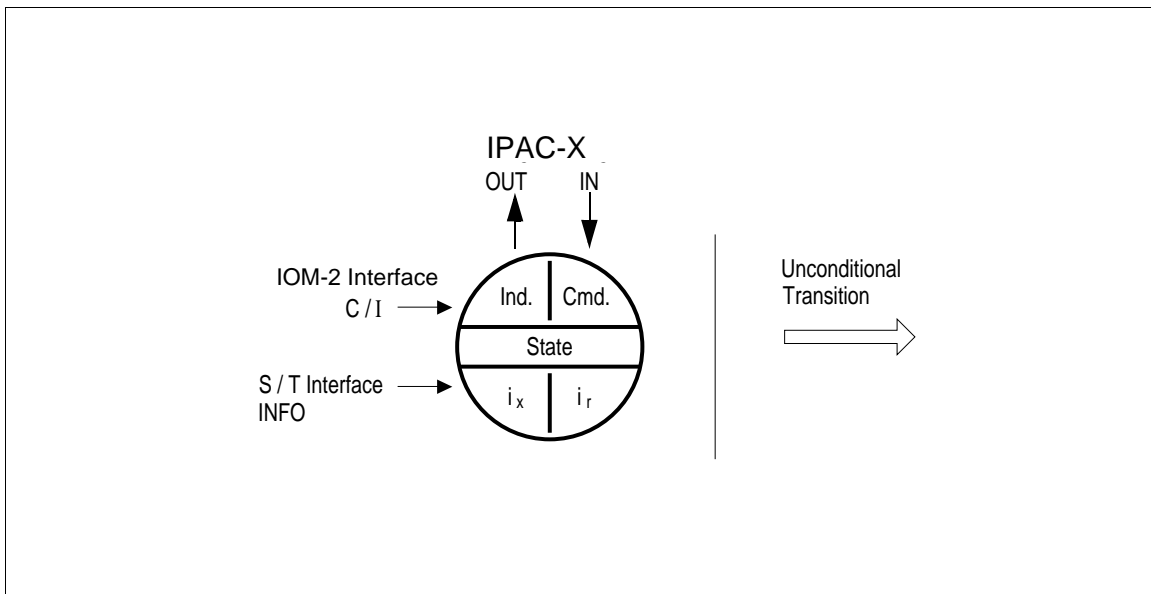 IPAC-X
OUT IN
IOM-2 Interface
C / I
Ind. Cmd.
State
S / T Interface
INFO
i x i r
Unconditional
Transition